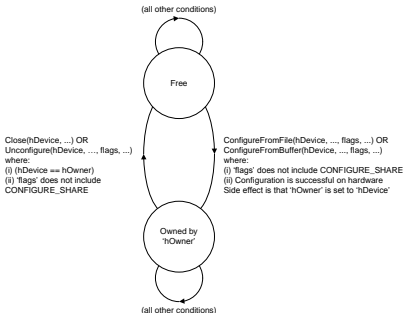 (all other conditions)
Free
Close(hDevice, ...) OR
Unconfigure(hDevice, ..., flags, ...)
where:
(i) (hDevice == hOwner)
(ii) 'flags' does not include
CONFIGURE_SHARE
ConfigureFromFile(hDevice, ..., flags, ...) OR
ConfigureFromBuffer(hDevice, ..., flags, ...)
where:
(i) 'flags' does not include CONFIGURE_SHARE
(ii) Configuration is successful on hardware
Side effect is that 'hOwner' is set to 'hDevice'
Owned by
'hOwner'
(all other conditions)